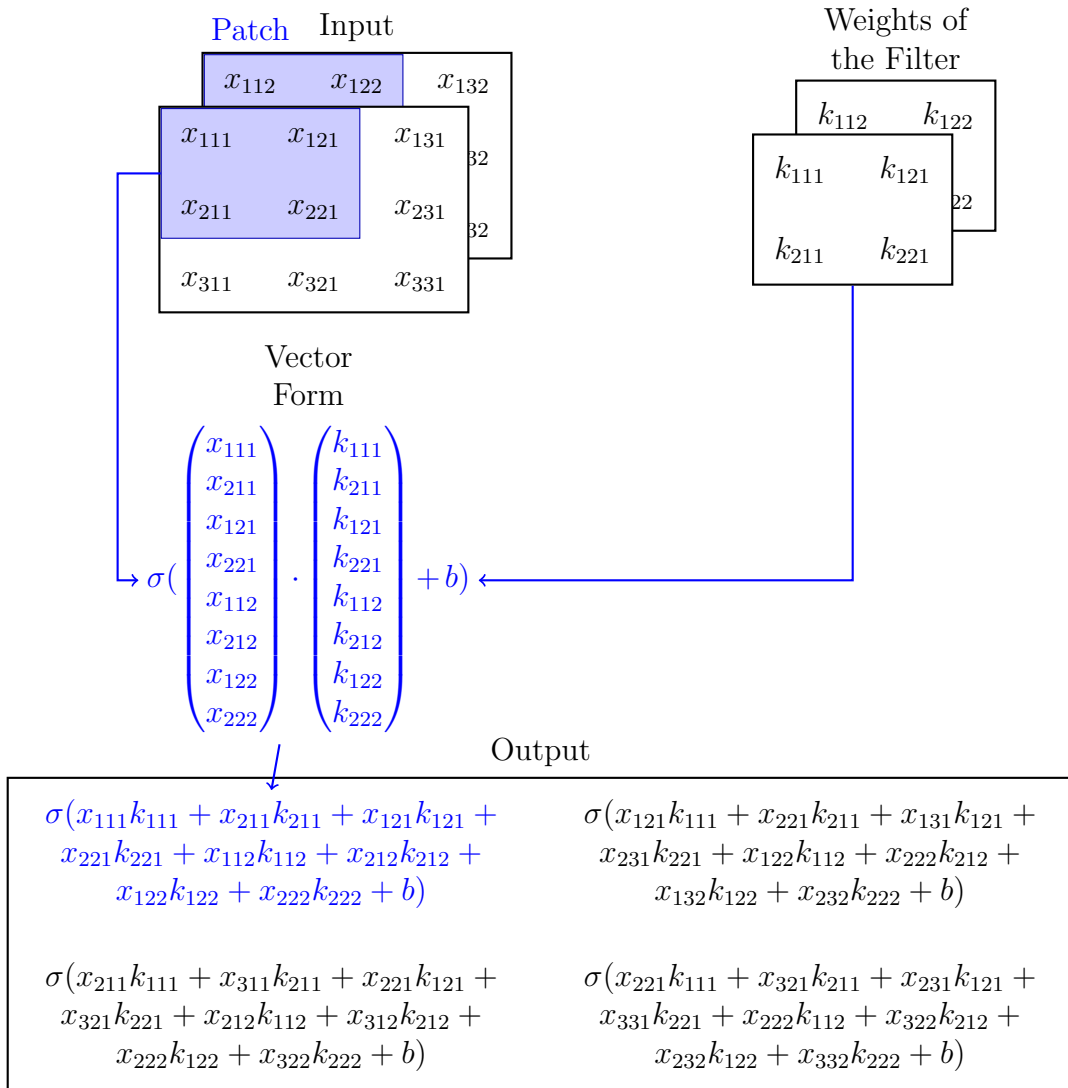 Patch Input
x₁₁₂ x₁₂₂ x₁₃₂
x₁₁₁ x₁₂₁ x₁₃₁
32
x₂₁₁ x₂₂₁ x₂₃₁
32
x₃₁₁ x₃₂₁ x₃₃₁
Weights of
the Filter
k₁₁₂ k₁₂₂
k₁₁₁ k₁₂₁
22
k₂₁₁ k₂₂₁
Vector
Form
x₁₁₁ k₁₁₁
x₂₁₁ k₂₁₁
x₁₂₁ k₁₂₁
x₂₂₁ k₂₂₁
σ( · + b)
x₁₁₂ k₁₁₂
x₂₁₂ k₂₁₂
x₁₂₂ k₁₂₂
x₂₂₂ k₂₂₂
Output
σ(x₁₁₁k₁₁₁ + x₂₁₁k₂₁₁ + x₁₂₁k₁₂₁ +
x₂₂₁k₂₂₁ + x₁₁₂k₁₁₂ + x₂₁₂k₂₁₂ +
x₁₂₂k₁₂₂ + x₂₂₂k₂₂₂ + b)
σ(x₁₂₁k₁₁₁ + x₂₂₁k₂₁₁ + x₁₃₁k₁₂₁ +
x₂₃₁k₂₂₁ + x₁₂₂k₁₁₂ + x₂₂₂k₂₁₂ +
x₁₃₂k₁₂₂ + x₂₃₂k₂₂₂ + b)
σ(x₂₁₁k₁₁₁ + x₃₁₁k₂₁₁ + x₂₂₁k₁₂₁ +
x₃₂₁k₂₂₁ + x₂₁₂k₁₁₂ + x₃₁₂k₂₁₂ +
x₂₂₂k₁₂₂ + x₃₂₂k₂₂₂ + b)
σ(x₂₂₁k₁₁₁ + x₃₂₁k₂₁₁ + x₂₃₁k₁₂₁ +
x₃₃₁k₂₂₁ + x₂₂₂k₁₁₂ + x₃₂₂k₂₁₂ +
x₂₃₂k₁₂₂ + x₃₃₂k₂₂₂ + b)